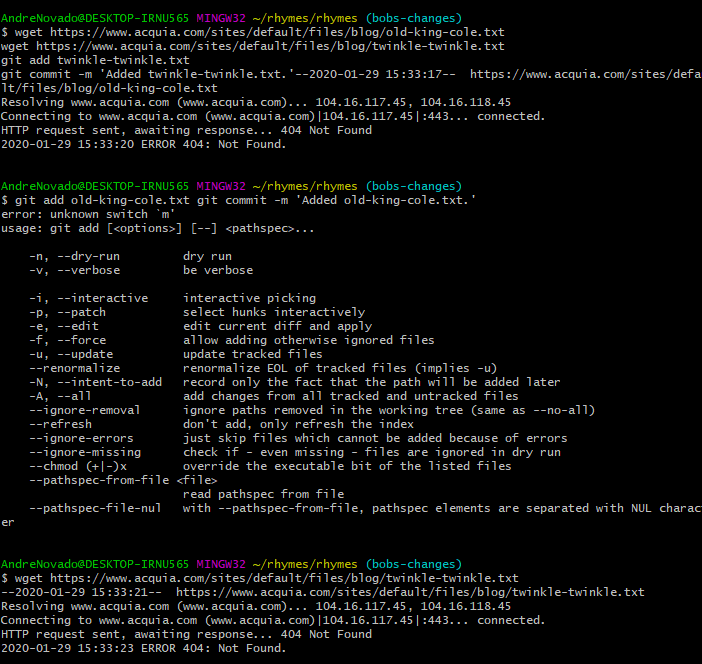 AndreNovado@DESKTOP-IRNU565 MINGW32 ~/rhymes/rhymes (bobs-changes)
$ wget https://www.acquia.com/sites/default/files/blog/old-king-cole.txt
wget https://www.acquia.com/sites/default/files/blog/twinkle-twinkle.txt
git add twinkle-twinkle.txt
git commit -m 'Added twinkle-twinkle.txt.'--2020-01-29 15:33:17--  https://www.acquia.com/sites/defau
lt/files/blog/old-king-cole.txt
Resolving www.acquia.com (www.acquia.com)... 104.16.117.45, 104.16.118.45
Connecting to www.acquia.com (www.acquia.com)|104.16.117.45|:443... connected.
HTTP request sent, awaiting response... 404 Not Found
2020-01-29 15:33:20 ERROR 404: Not Found.
AndreNovado@DESKTOP-IRNU565 MINGW32 ~/rhymes/rhymes (bobs-changes)
$ git add old-king-cole.txt git commit -m 'Added old-king-cole.txt.'
error: unknown switch `m'
usage: git add [<options>] [--] <pathspec>...
-n, --dry-run         dry run
-v, --verbose         be verbose
-i, --interactive     interactive picking
-p, --patch           select hunks interactively
-e, --edit            edit current diff and apply
-f, --force           allow adding otherwise ignored files
-u, --update          update tracked files
--renormalize         renormalize EOL of tracked files (implies -u)
-N, --intent-to-add   record only the fact that the path will be added later
-A, --all             add changes from all tracked and untracked files
--ignore-removal      ignore paths removed in the working tree (same as --no-all)
--refresh             don't add, only refresh the index
--ignore-errors       just skip files which cannot be added because of errors
--ignore-missing      check if - even missing - files are ignored in dry run
--chmod (+|-)x        override the executable bit of the listed files
--pathspec-from-file <file>
read pathspec from file
--pathspec-file-nul   with --pathspec-from-file, pathspec elements are separated with NUL charact
er
AndreNovado@DESKTOP-IRNU565 MINGW32 ~/rhymes/rhymes (bobs-changes)
$ wget https://www.acquia.com/sites/default/files/blog/twinkle-twinkle.txt
--2020-01-29 15:33:21--  https://www.acquia.com/sites/default/files/blog/twinkle-twinkle.txt
Resolving www.acquia.com (www.acquia.com)... 104.16.117.45, 104.16.118.45
Connecting to www.acquia.com (www.acquia.com)|104.16.117.45|:443... connected.
HTTP request sent, awaiting response... 404 Not Found
2020-01-29 15:33:23 ERROR 404: Not Found.